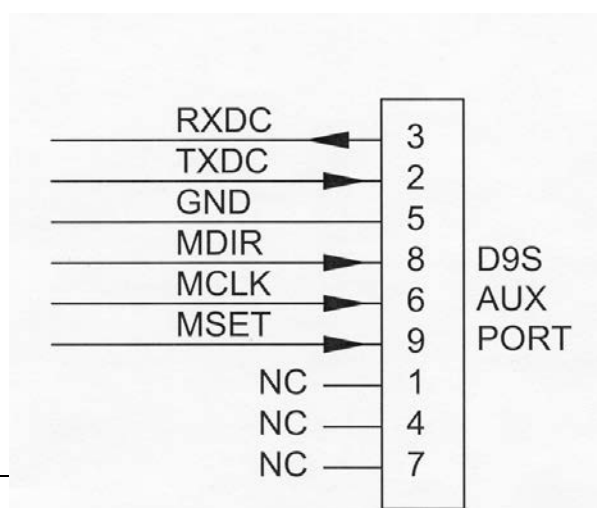 RXDC 3
TXDC 2
GND 5
MDIR 8 D9S
MCLK 6 AUX
MSET 9 PORT
NC 1
NC 4
NC 7